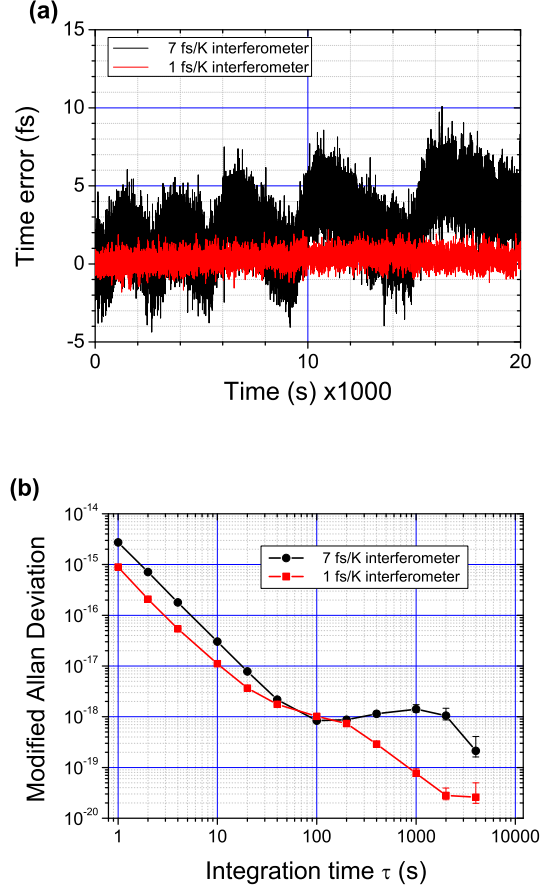 (a)
15
10
5
0
-5
Time error (fs)
7 fs/K interferometer
1 fs/K interferometer
0
10
20
Time (s) x1000
(b)
10^-14
10^-15
10^-16
10^-17
10^-18
10^-19
10^-20
Modified Allan Deviation
7 fs/K interferometer
1 fs/K interferometer
1
10
100
1000
10000
Integration time τ (s)